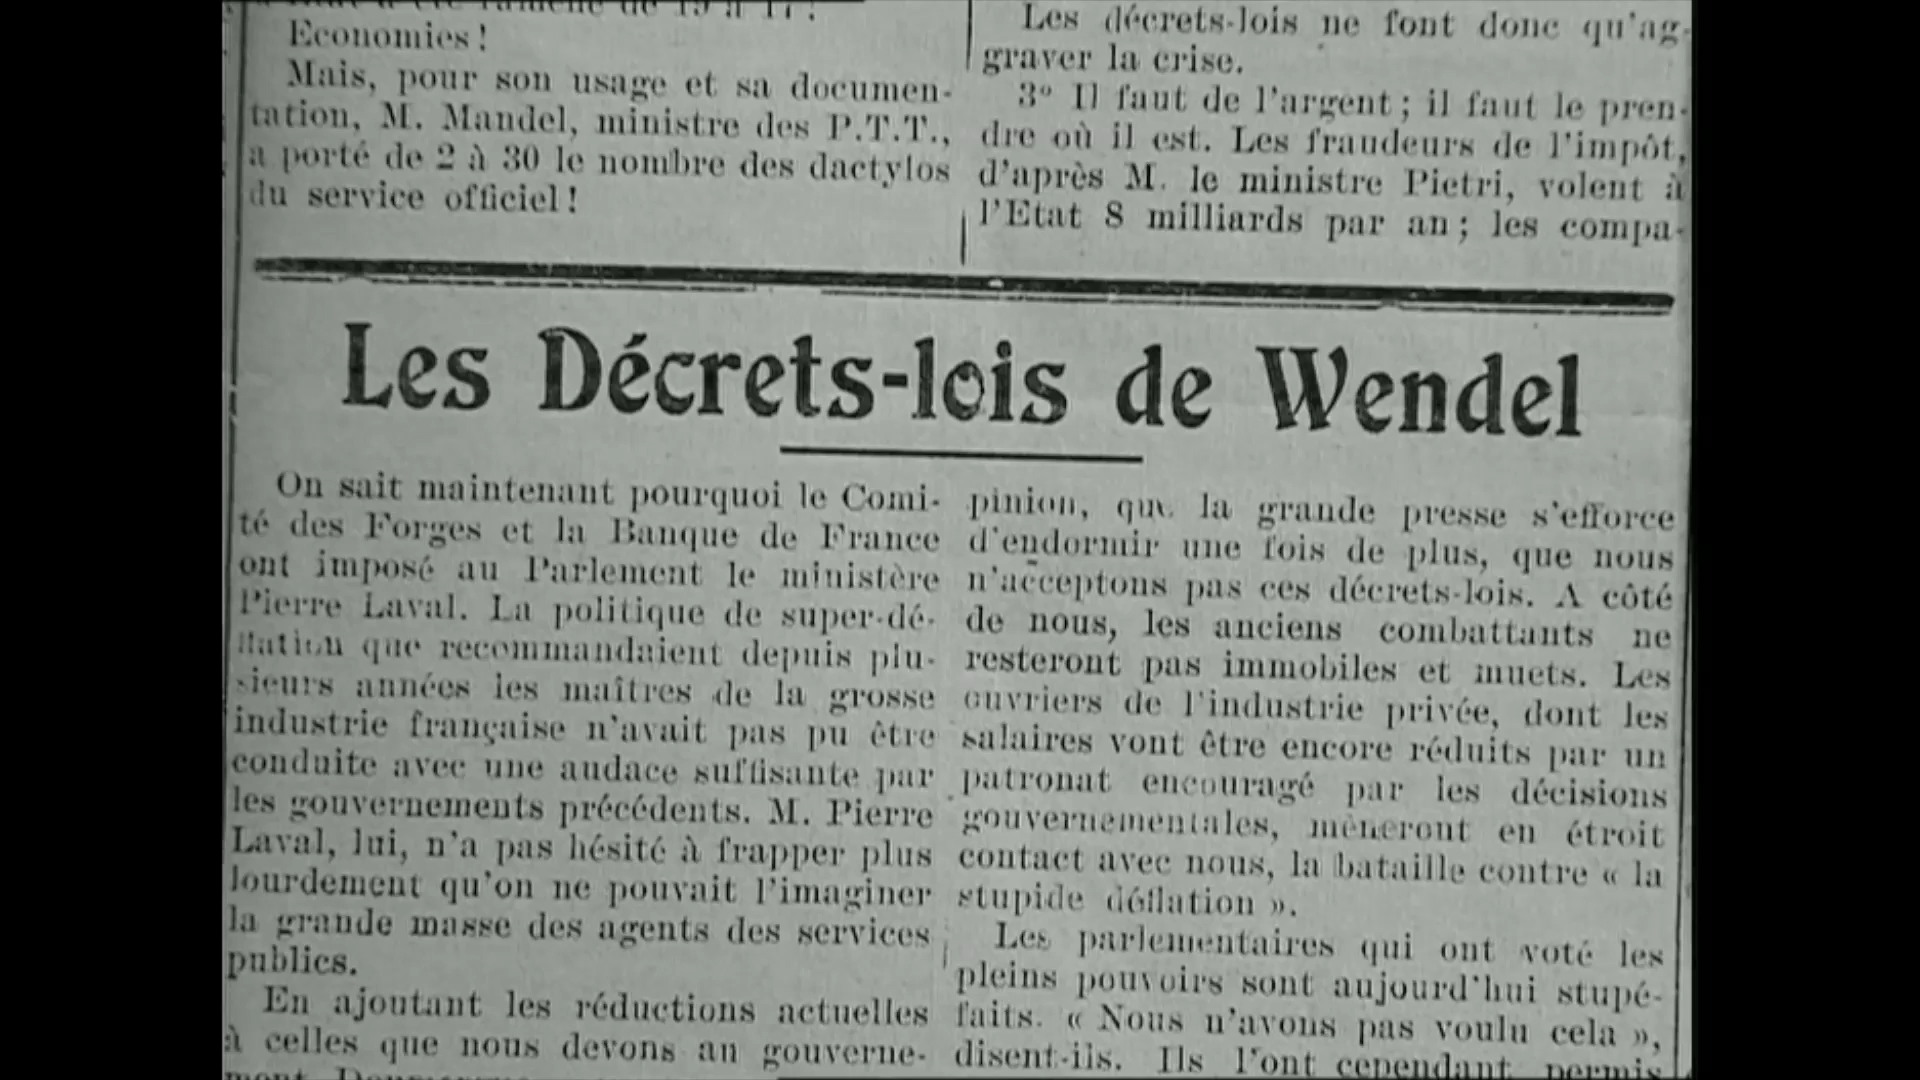 Economies !
Mais, pour son usage et sa documen-
tation, M. Mandel, ministre des P.T.T.,
a porté de 2 à 30 le nombre des dactylos
du service officiel !
Les décrets-lois ne font donc qu'ag-
graver la crise.
3° Il faut de l'argent ; il faut le pren-
dre où il est. Les fraudeurs de l'impôt,
d'après M. le ministre Piétri, volent à
l'Etat 8 milliards par an ; les compa-
Les Décrets-lois de Wendel
On sait maintenant pourquoi le Comi-
té des Forges et la Banque de France
ont imposé au Parlement le ministère
Pierre Laval. La politique de super-dé-
flation que recommandaient depuis plu-
sieurs années les maîtres de la grosse
industrie française n'avait pas pu être
conduite avec une audace suffisante par
les gouvernements précédents. M. Pierre
Laval, lui, n'a pas hésité à frapper plus
lourdement qu'on ne pouvait l'imaginer
la grande masse des agents des services
publics.
En ajoutant les réductions actuelles
à celles que nous devons au gouverne-
pinion, que la grande presse s'efforce
d'endormir une fois de plus, que nous
n'acceptons pas ces décrets-lois. A côté
de nous, les anciens combattants ne
resteront pas immobiles et muets. Les
ouvriers de l'industrie privée, dont les
salaires vont être encore réduits par un
patronat encouragé par les décisions
gouvernementales, mèneront en étroit
contact avec nous, la bataille contre « la
stupide déflation ».
Les parlementaires qui ont voté les
pleins pouvoirs sont aujourd'hui stupé-
faits. « Nous n'avons pas voulu cela »,
disent-ils. Ils l'ont cependant permis